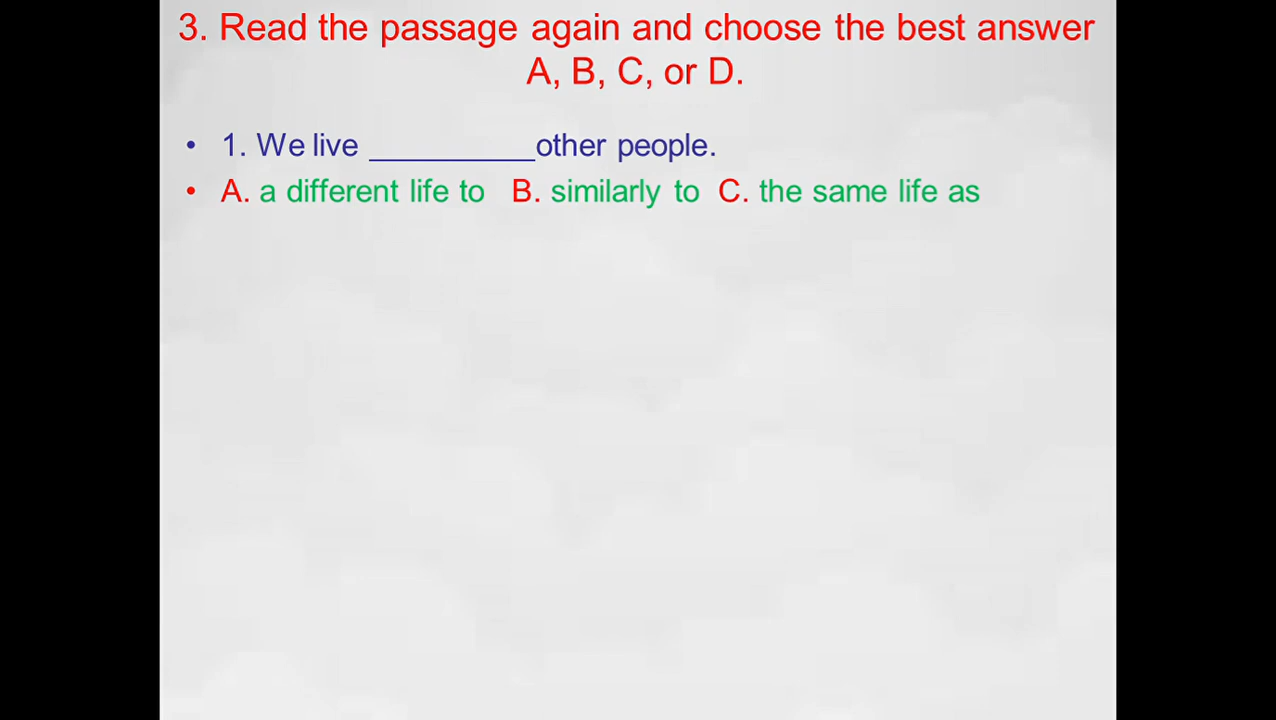 3. Read the passage again and choose the best answer
A, B, C, or D.
• 1. We live __________other people.
• A. a different life to B. similarly to C. the same life as